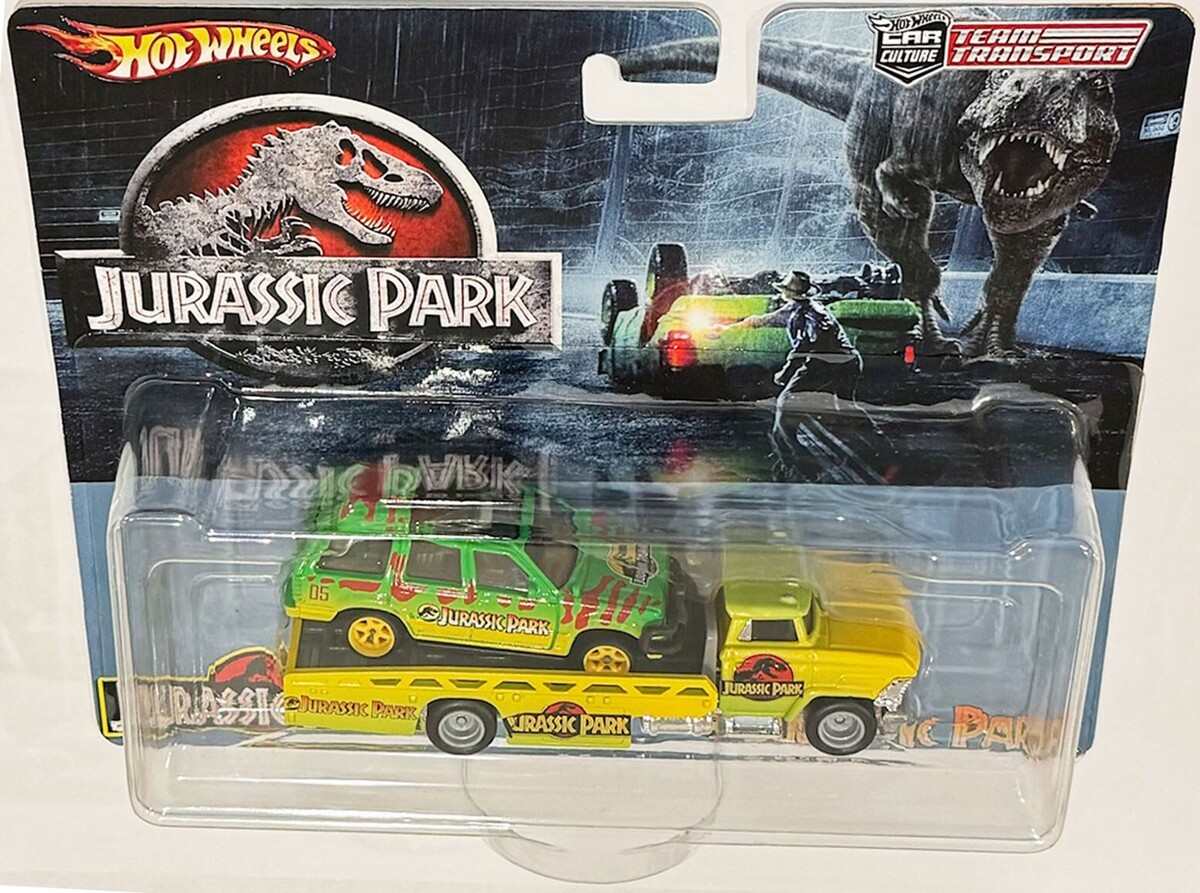 HOT WHEELS
HOT WHEELS
CAR
CULTURE
TEAM
TRANSPORT
JURASSIC PARK
05
JURASSIC PARK
JURASSIC PARK
JURASSIC PARK
JURASSIC PARK